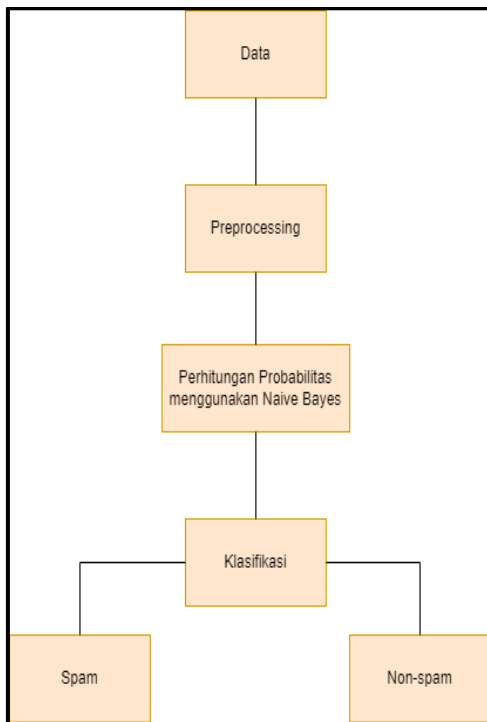 Data
Preprocessing
Perhitungan Probabilitas
menggunakan Naive Bayes
Klasifikasi
Spam
Non-spam